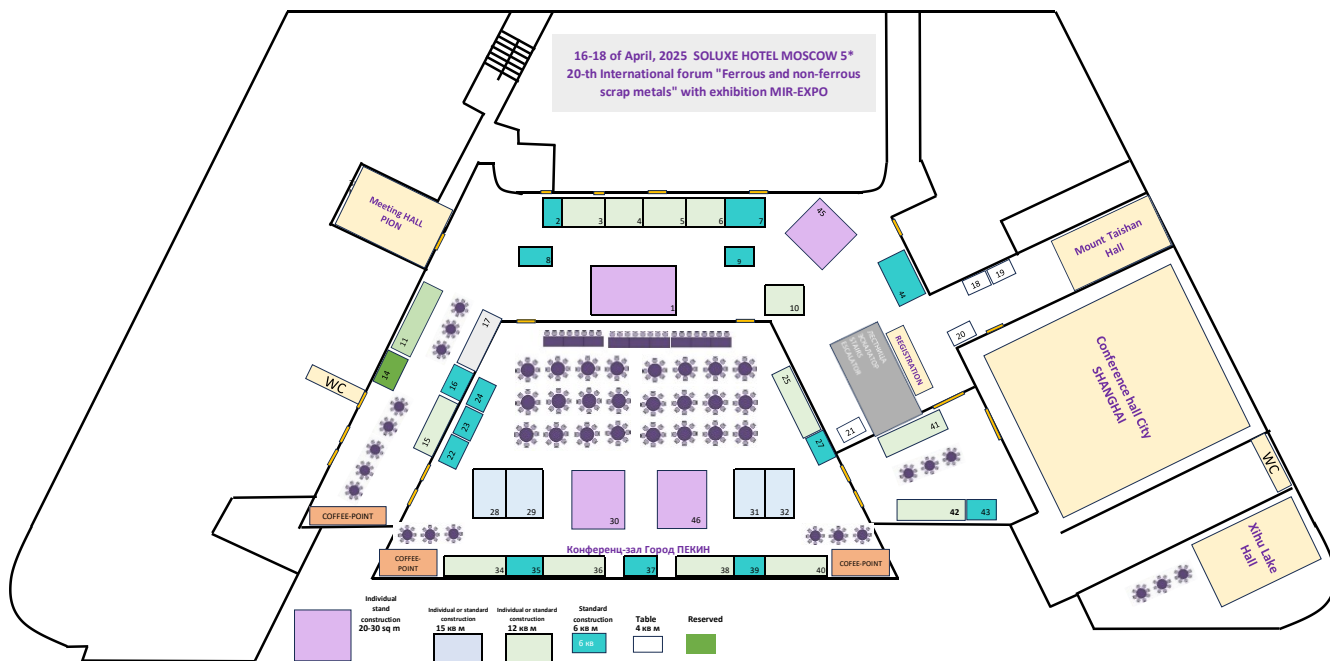 16-18 of April, 2025 SOLUXE HOTEL MOSCOW 5*
20-th International forum "Ferrous and non-ferrous
scrap metals" with exhibition MIR-EXPO
Meeting HALL
PION
2
3
4
5
6
7
45
8
9
1
10
44
18
19
Mount Taishan
Hall
11
14
WC
17
16
15
24
23
22
25
27
ЛЕСТНИЦА
ЭСКАЛАТОР
STAIRS
ESCALATOR
REGISTRATION
20
21
41
Conference hall City
SHANGHAI
WC
28
29
30
46
31
32
42
43
COFFEE-POINT
Конференц-зал Город ПЕКИН
COFFEE-
POINT
34
35
36
37
38
39
40
COFEE-POINT
Xihu Lake
Hall
Individual
stand
construction
20-30 sq m
Individual or standard
construction
15 кв м
Individual or standard
construction
12 кв м
Standard
construction
6 кв м
6 кв
Table
4 кв м
Reserved